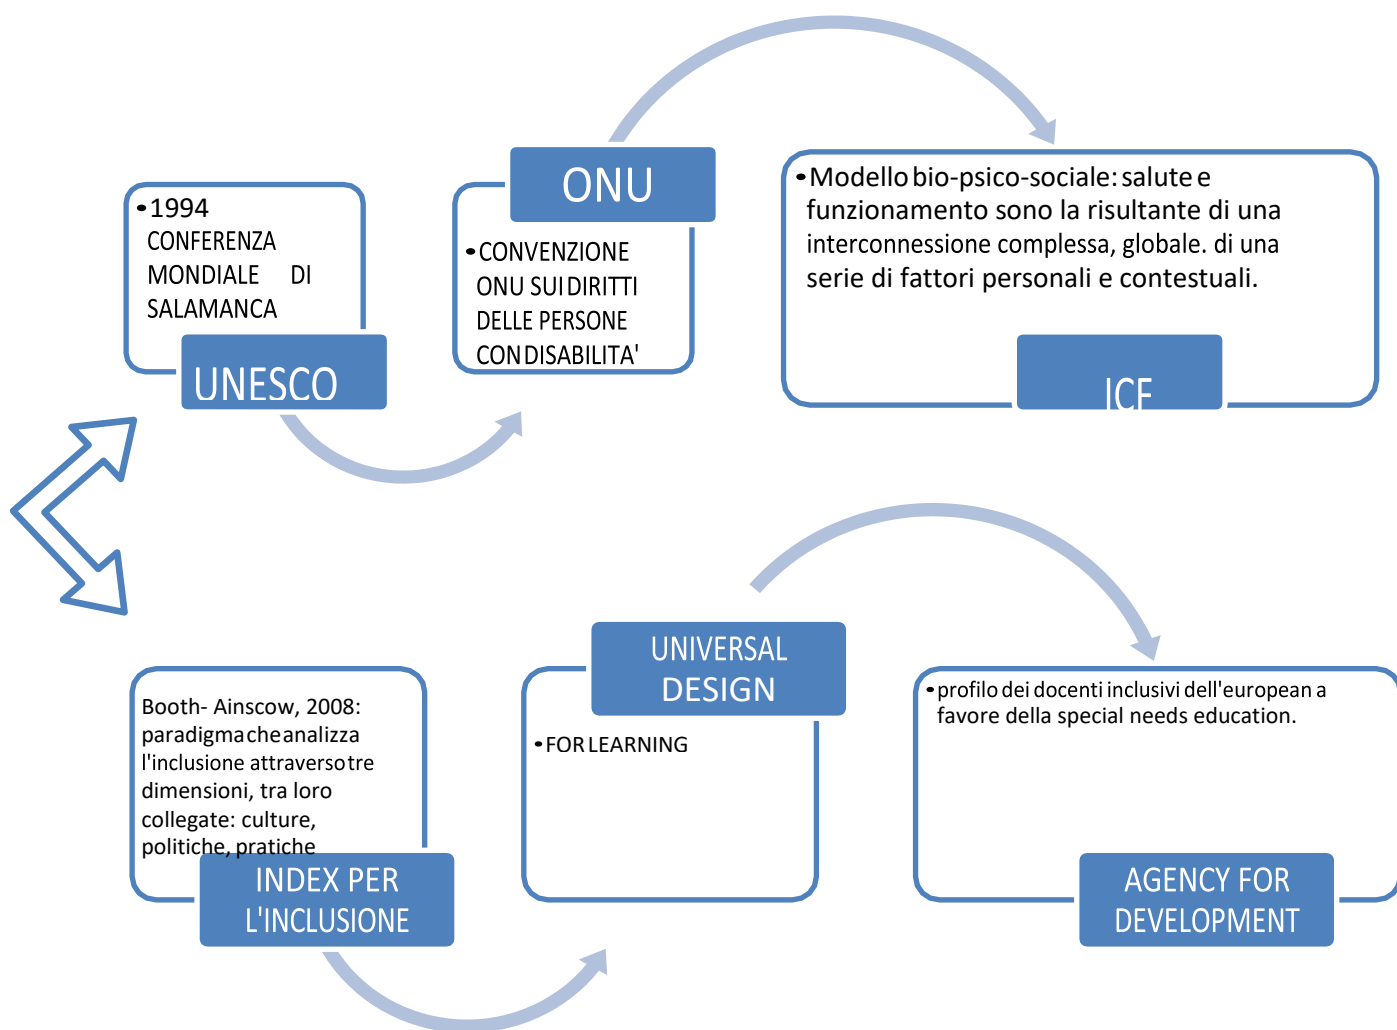 •1994
CONFERENZA
MONDIALE DI
SALAMANCA
UNESCO
ONU
•CONVENZIONE
ONU SUI DIRITTI
DELLE PERSONE
CON DISABILITA'
•Modello bio-psico-sociale: salute e
funzionamento sono la risultante di una
interconnessione complessa, globale. di una
serie di fattori personali e contestuali.
ICF
Booth- Ainscow, 2008:
paradigma che analizza
l'inclusione attraverso tre
dimensioni, tra loro
collegate: culture,
politiche, pratiche
INDEX PER
L'INCLUSIONE
UNIVERSAL
DESIGN
•FOR LEARNING
•profilo dei docenti inclusivi dell'european a
favore della special needs education.
AGENCY FOR
DEVELOPMENT